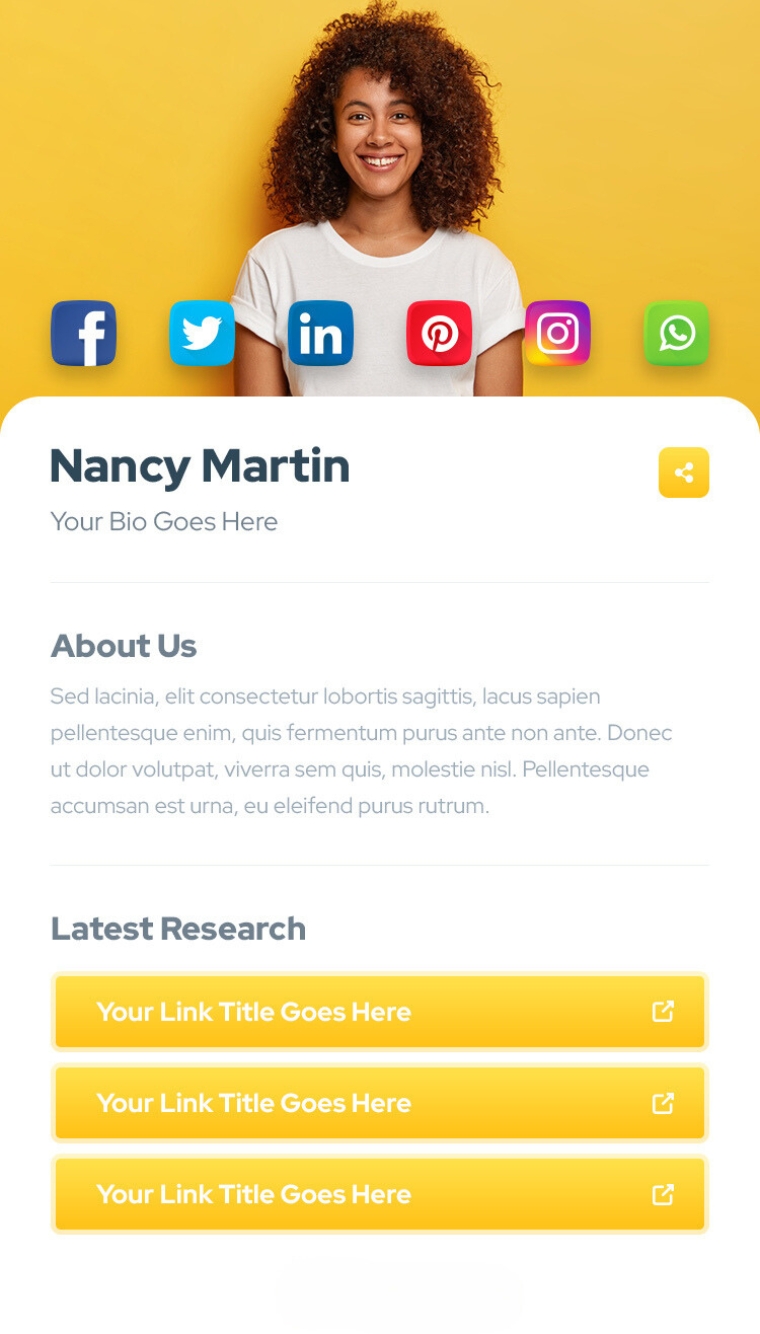 Nancy Martin
Your Bio Goes Here
About Us
Sed lacinia, elit consectetur lobortis sagittis, lacus sapien
pellentesque enim, quis fermentum purus ante non ante. Donec
ut dolor volutpat, viverra sem quis, molestie nisl. Pellentesque
accumsan est urna, eu eleifend purus rutrum.
Latest Research
Your Link Title Goes Here
Your Link Title Goes Here
Your Link Title Goes Here